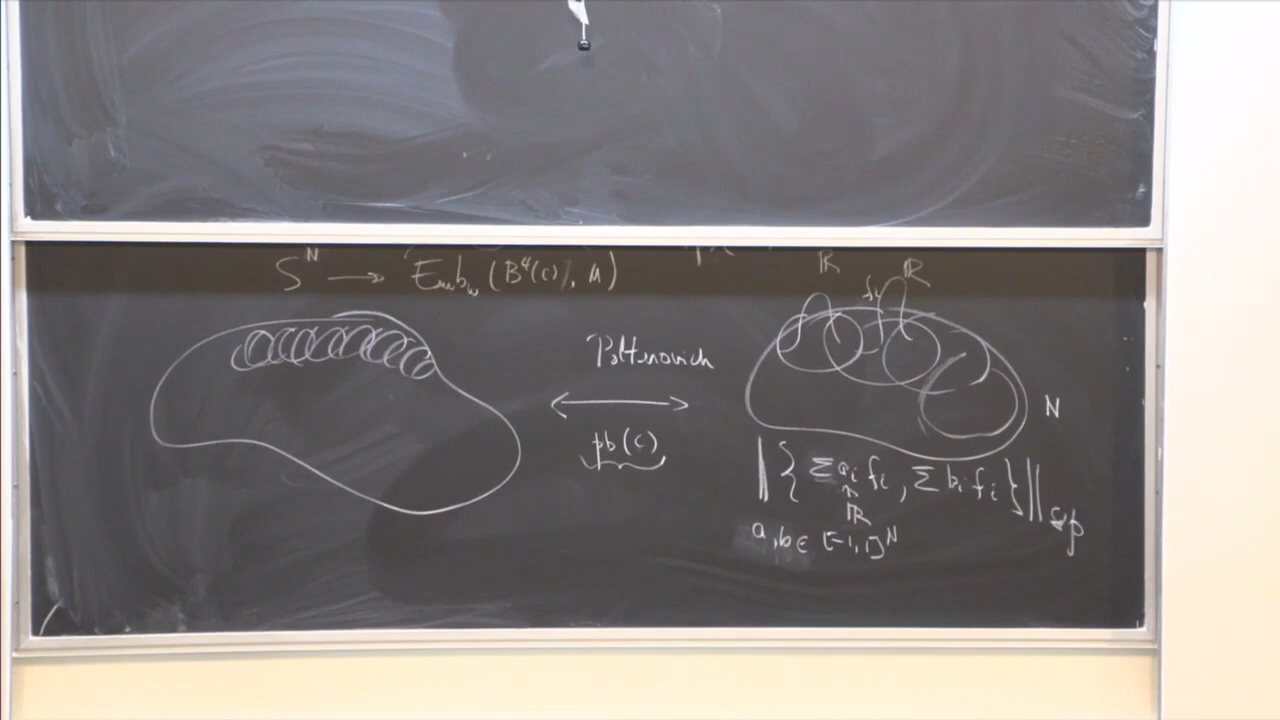 S^N → Emb_ω (B^4(c), M)
Polterovich
pb(c)
R
R
f_i
N
‖{Σ a_i f_i, Σ b_i f_i}‖_sup
↑
R
a, b ∈ [-1, 1]^N